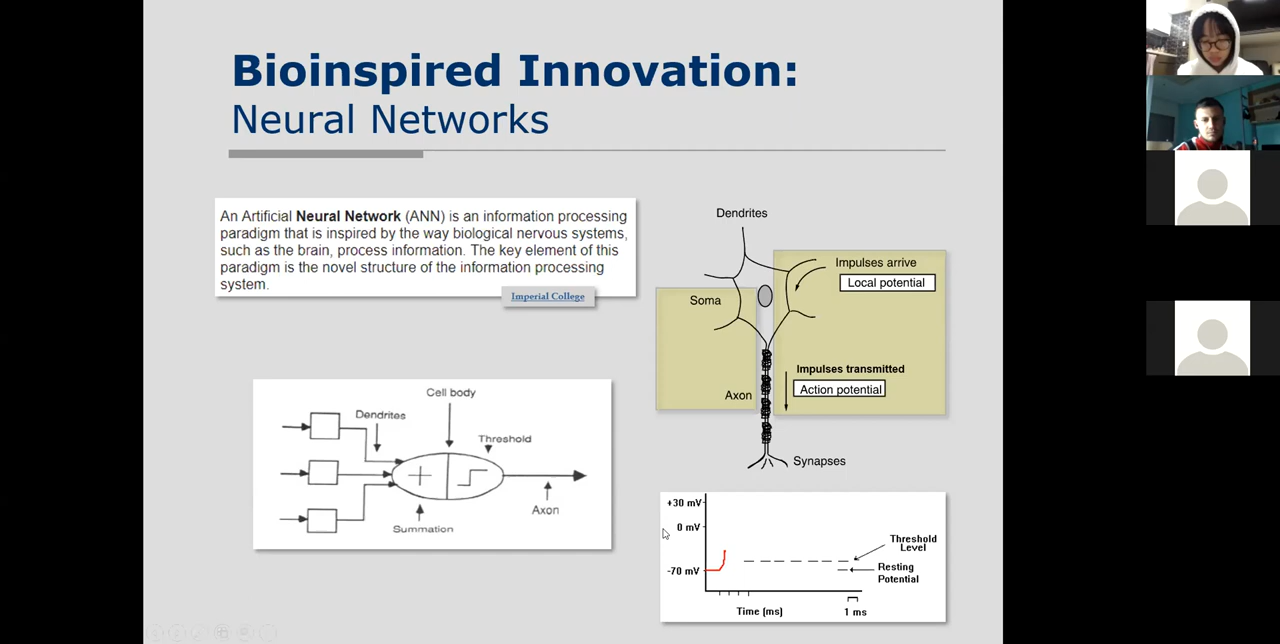 Bioinspired Innovation:
Neural Networks
An Artificial Neural Network (ANN) is an information processing
paradigm that is inspired by the way biological nervous systems,
such as the brain, process information. The key element of this
paradigm is the novel structure of the information processing
system.
Imperial College
Dendrites
Impulses arrive
Local potential
Soma
Impulses transmitted
Action potential
Axon
Synapses
Cell body
Dendrites
Threshold
Axon
Summation
+30 mV
0 mV
Threshold
Level
-70 mV
Resting
Potential
Time (ms)
1 ms